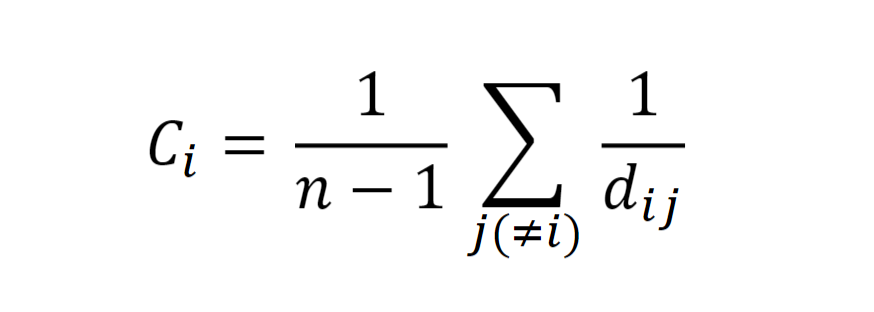 C_i = \frac{1}{n - 1} \sum_{j(\neq i)} \frac{1}{d_{ij}}